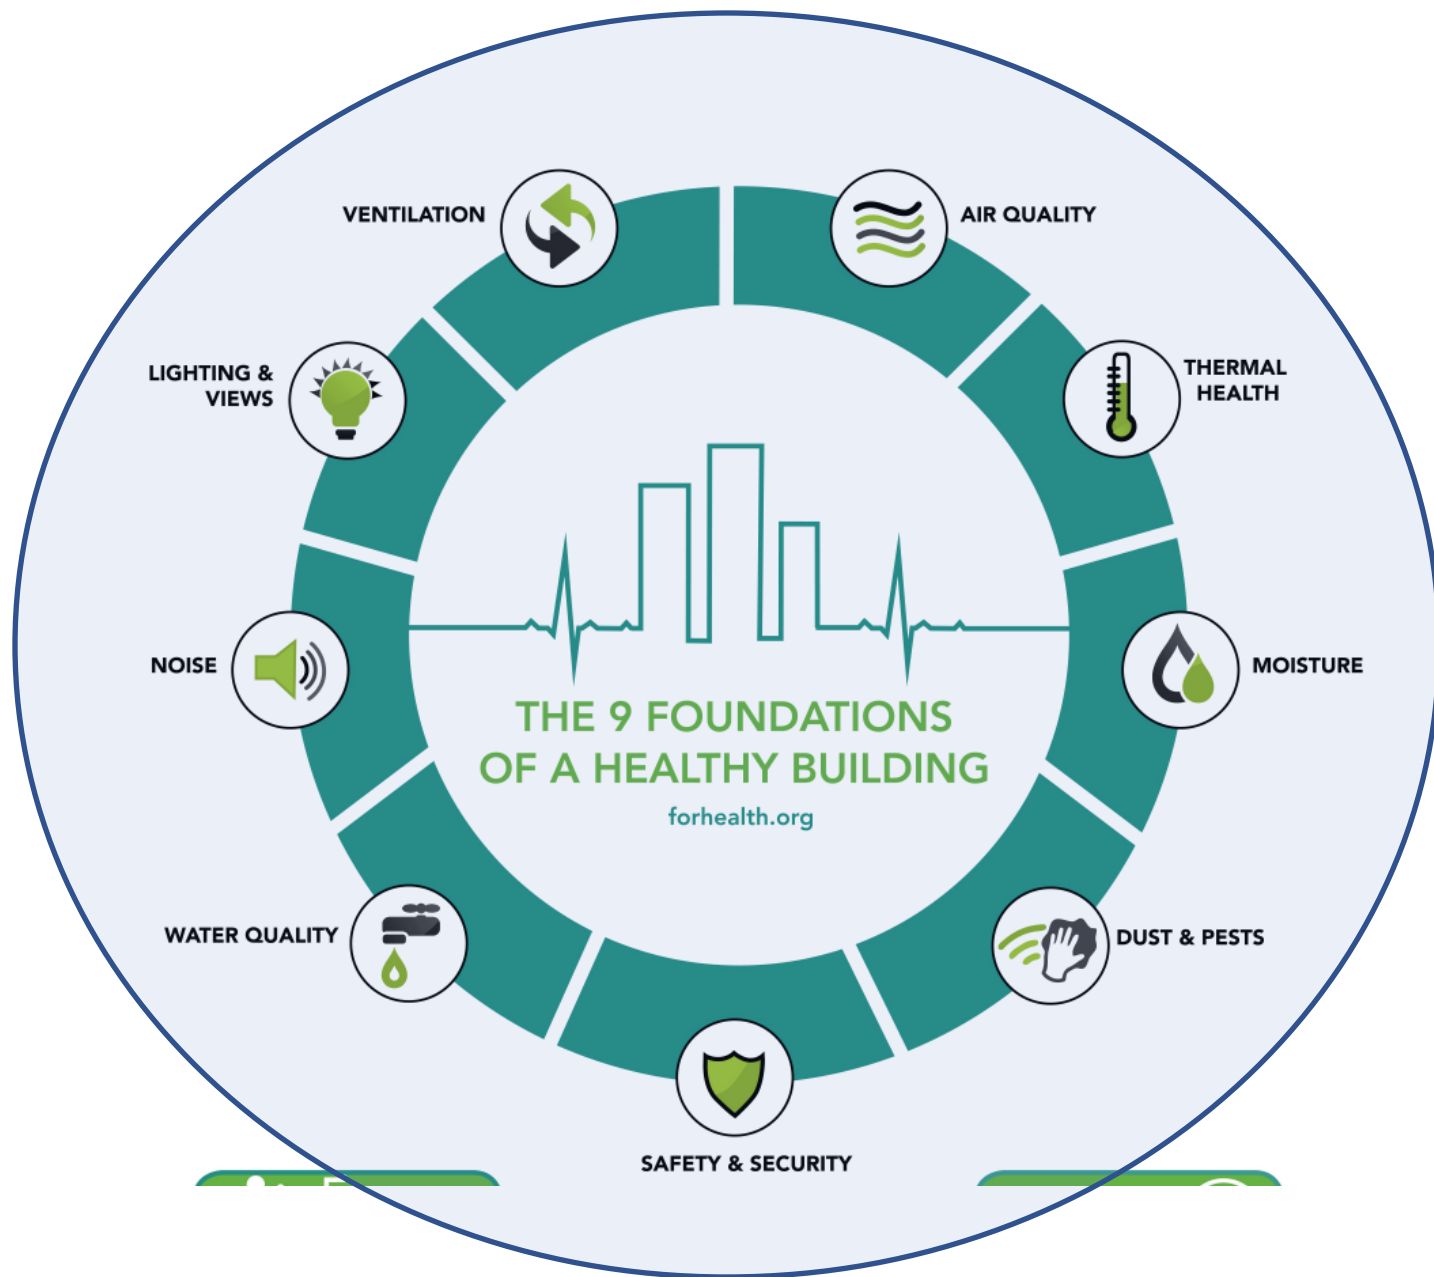 VENTILATION
AIR QUALITY
LIGHTING &
VIEWS
THERMAL
HEALTH
NOISE
MOISTURE
THE 9 FOUNDATIONS
OF A HEALTHY BUILDING
forhealth.org
WATER QUALITY
DUST & PESTS
SAFETY & SECURITY